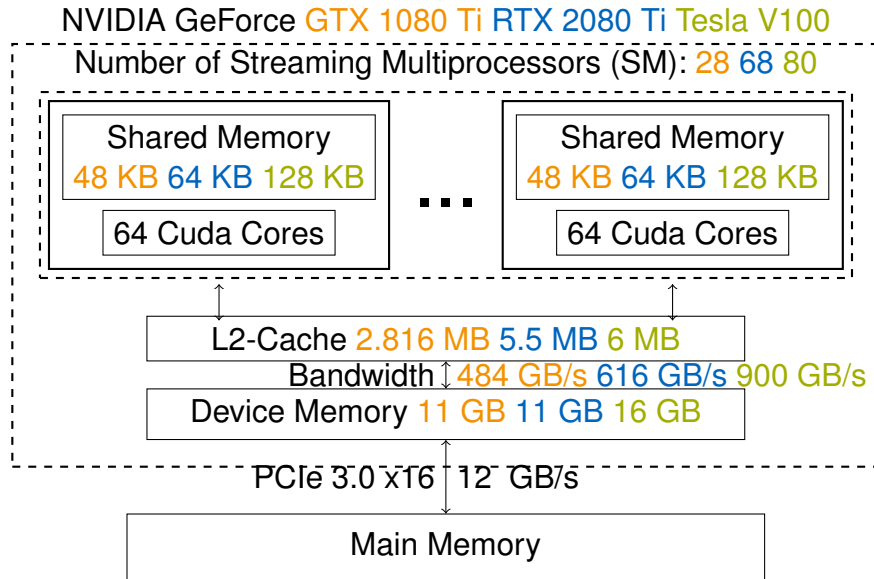 NVIDIA GeForce GTX 1080 Ti RTX 2080 Ti Tesla V100
Number of Streaming Multiprocessors (SM): 28 68 80
Shared Memory
48 KB 64 KB 128 KB
64 Cuda Cores
...
Shared Memory
48 KB 64 KB 128 KB
64 Cuda Cores
L2-Cache 2.816 MB 5.5 MB 6 MB
Bandwidth 484 GB/s 616 GB/s 900 GB/s
Device Memory 11 GB 11 GB 16 GB
PCIe 3.0 x16 12 GB/s
Main Memory